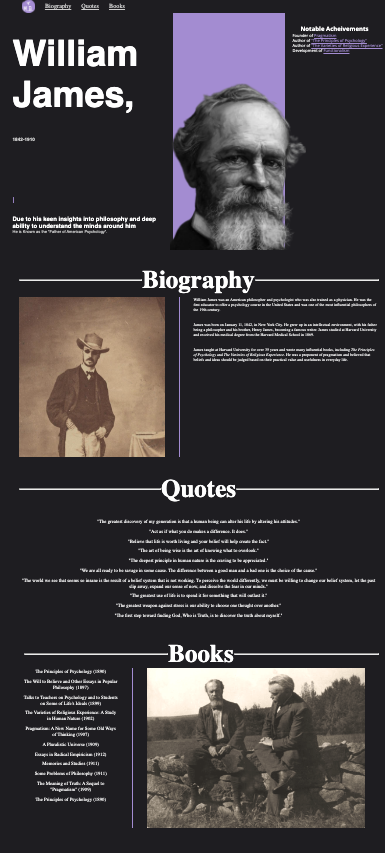 Biography Quotes Books
William
James,
Notable Acheivements
Founder of Pragmatism
Author of "The Principles of Psychology"
Author of "The Varieties of Religious Experience"
Development of Functionalism
1842-1910
Due to his keen insights into philosophy and deep
ability to understand the minds around him
He is Known as the "Father of American Psychology".
Biography
William James was an American philosopher and psychologist who was also trained as a physician. He was the
first educator to offer a psychology course in the United States and was one of the most influential philosophers of
the 19th century.
James was born on January 11, 1842, in New York City. He grew up in an intellectual environment, with his father
being a philosopher and his brother, Henry James, becoming a famous writer. James studied at Harvard University
and received his medical degree from the Harvard Medical School in 1869.
James taught at Harvard University for over 35 years and wrote many influential books, including The Principles
of Psychology and The Varieties of Religious Experience. He was a proponent of pragmatism and believed that
beliefs and ideas should be judged based on their practical value and usefulness in everyday life.
Quotes
"The greatest discovery of my generation is that a human being can alter his life by altering his attitudes."
"Act as if what you do makes a difference. It does."
"Believe that life is worth living and your belief will help create the fact."
"The art of being wise is the art of knowing what to overlook."
"The deepest principle in human nature is the craving to be appreciated."
"We are all ready to be savage in some cause. The difference between a good man and a bad one is the choice of the cause."
"The world we see that seems so insane is the result of a belief system that is not working. To perceive the world differently, we must be willing to change our belief system, let the past
slip away, expand our sense of now, and dissolve the fear in our minds."
"The greatest use of life is to spend it for something that will outlast it."
"The greatest weapon against stress is our ability to choose one thought over another."
"The first step toward finding God, Who is Truth, is to discover the truth about myself."
Books
The Principles of Psychology (1890)
The Will to Believe and Other Essays in Popular
Philosophy (1897)
Talks to Teachers on Psychology and to Students
on Some of Life's Ideals (1899)
The Varieties of Religious Experience: A Study
in Human Nature (1902)
Pragmatism: A New Name for Some Old Ways
of Thinking (1907)
A Pluralistic Universe (1909)
Essays in Radical Empiricism (1912)
Memories and Studies (1911)
Some Problems of Philosophy (1911)
The Meaning of Truth: A Sequel to
"Pragmatism" (1909)
The Principles of Psychology (1890)